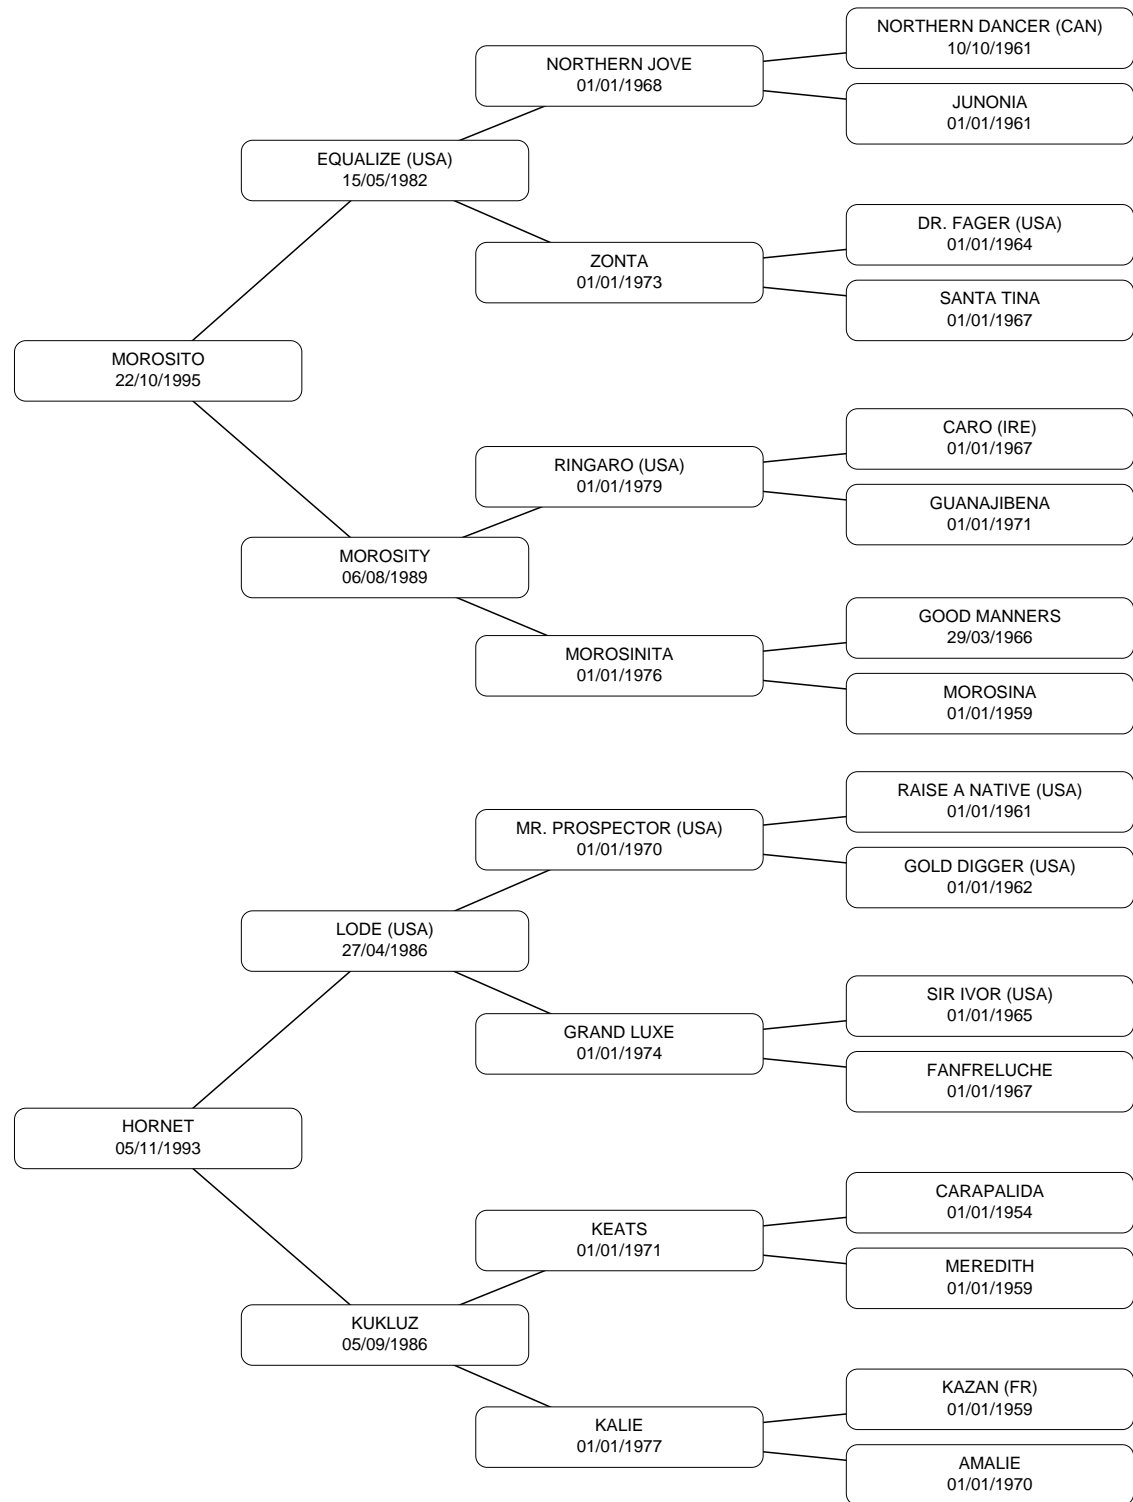 NORTHERN DANCER (CAN)
10/10/1961
NORTHERN JOVE
01/01/1968
JUNONIA
01/01/1961
EQUALIZE (USA)
15/05/1982
DR. FAGER (USA)
01/01/1964
ZONTA
01/01/1973
SANTA TINA
01/01/1967
MOROSITO
22/10/1995
CARO (IRE)
01/01/1967
RINGARO (USA)
01/01/1979
GUANAJIBENA
01/01/1971
MOROSITY
06/08/1989
GOOD MANNERS
29/03/1966
MOROSINITA
01/01/1976
MOROSINA
01/01/1959
RAISE A NATIVE (USA)
01/01/1961
MR. PROSPECTOR (USA)
01/01/1970
GOLD DIGGER (USA)
01/01/1962
LODE (USA)
27/04/1986
SIR IVOR (USA)
01/01/1965
GRAND LUXE
01/01/1974
FANFRELUCHE
01/01/1967
HORNET
05/11/1993
CARAPALIDA
01/01/1954
KEATS
01/01/1971
MEREDITH
01/01/1959
KUKLUZ
05/09/1986
KAZAN (FR)
01/01/1959
KALIE
01/01/1977
AMALIE
01/01/1970